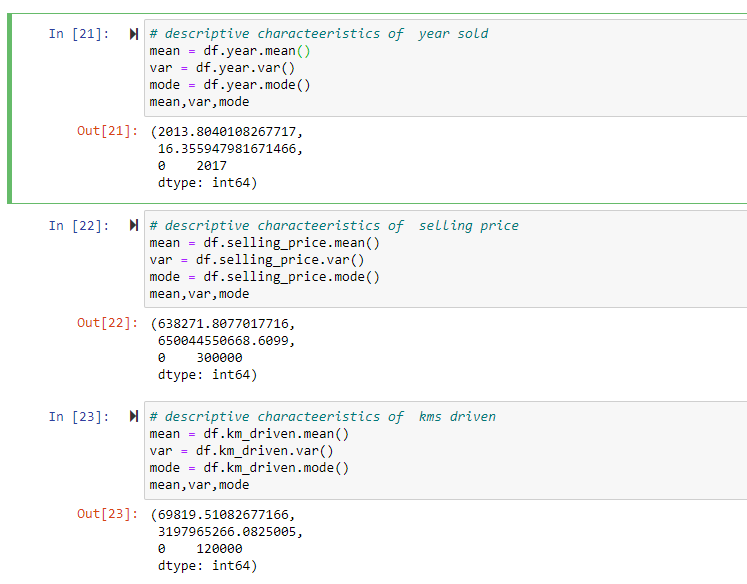 In [21]: # descriptive characteeristics of  year sold
mean = df.year.mean()
var = df.year.var()
mode = df.year.mode()
mean,var,mode
Out[21]: (2013.8040108267717,
 16.355947981671466,
 0    2017
 dtype: int64)
In [22]: # descriptive characteeristics of  selling price
mean = df.selling_price.mean()
var = df.selling_price.var()
mode = df.selling_price.mode()
mean,var,mode
Out[22]: (638271.8077017716,
 650044550668.6099,
 0    300000
 dtype: int64)
In [23]: # descriptive characteeristics of  kms driven
mean = df.km_driven.mean()
var = df.km_driven.var()
mode = df.km_driven.mode()
mean,var,mode
Out[23]: (69819.51082677166,
 3197965266.0825005,
 0    120000
 dtype: int64)